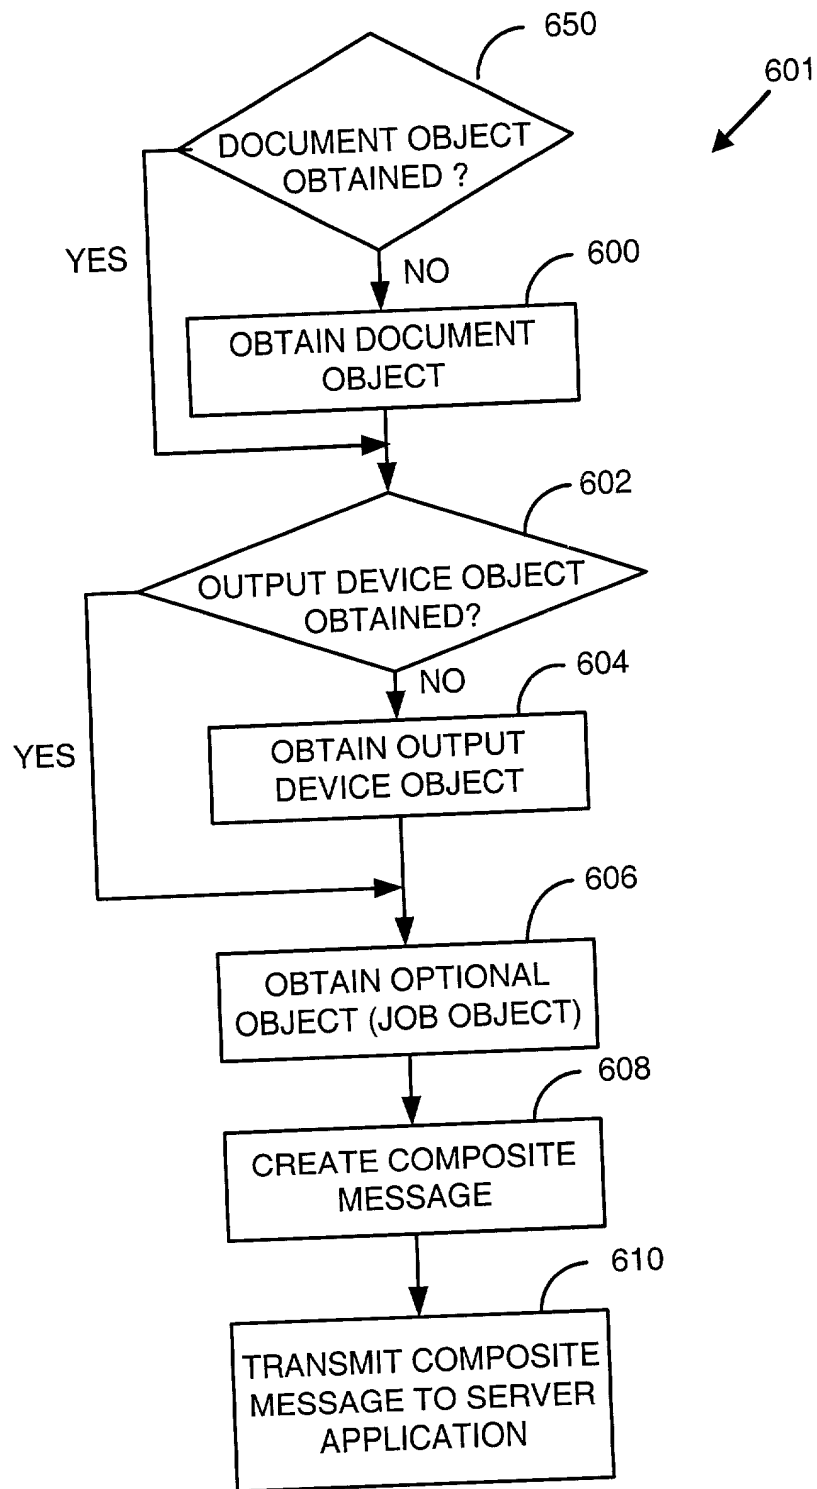 650
601
DOCUMENT OBJECT
OBTAINED ?
YES
NO
600
OBTAIN DOCUMENT
OBJECT
602
OUTPUT DEVICE OBJECT
OBTAINED?
NO
604
YES
OBTAIN OUTPUT
DEVICE OBJECT
606
OBTAIN OPTIONAL
OBJECT (JOB OBJECT)
608
CREATE COMPOSITE
MESSAGE
610
TRANSMIT COMPOSITE
MESSAGE TO SERVER
APPLICATION